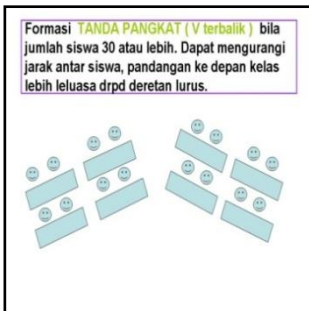 Formasi TANDA PANGKAT ( V terbalik ) bila
jumlah siswa 30 atau lebih. Dapat mengurangi
jarak antar siswa, pandangan ke depan kelas
lebih leluasa drpd deretan lurus.